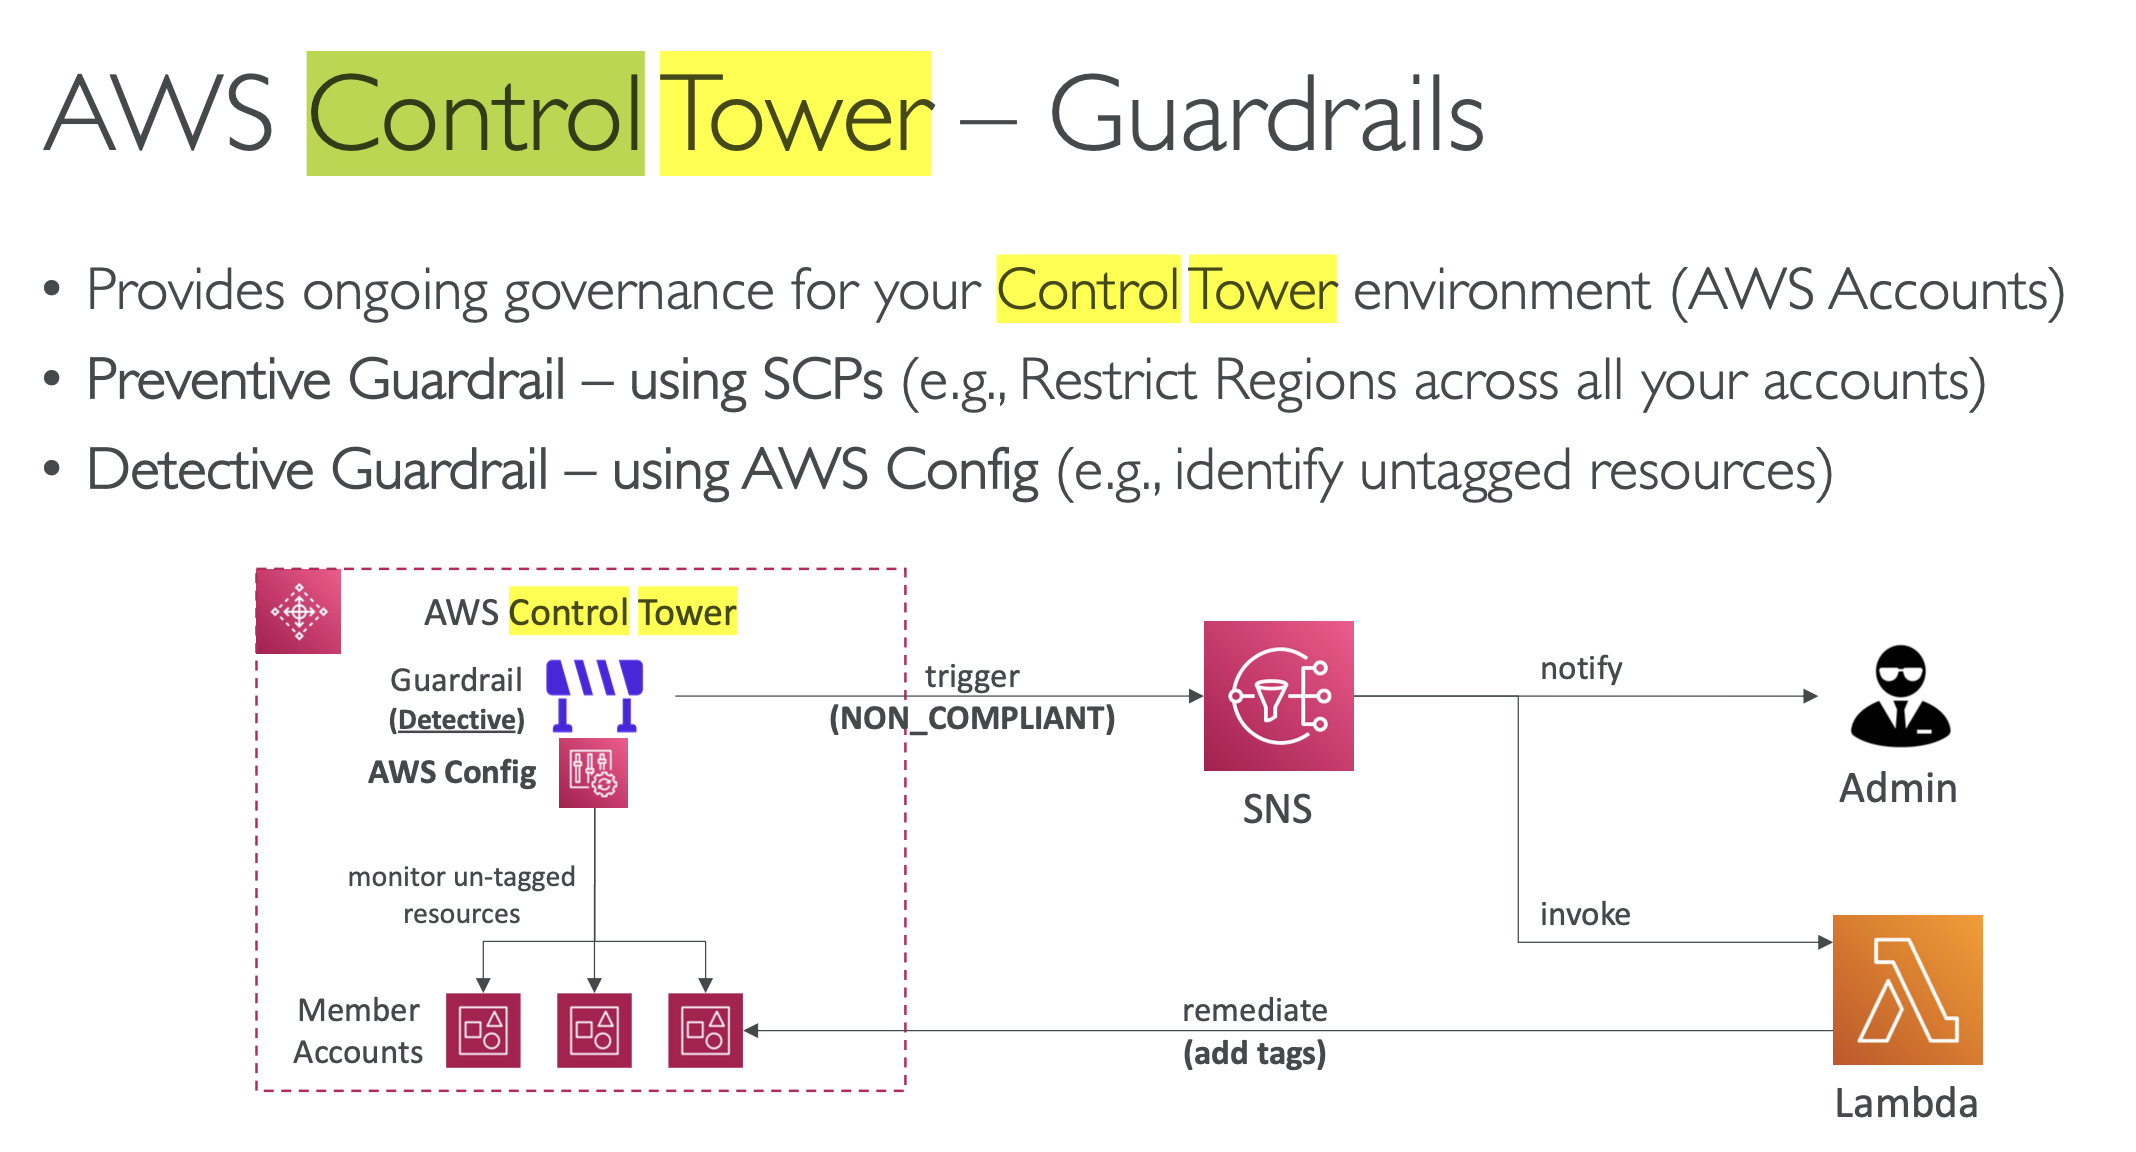 AWS Control Tower – Guardrails
• Provides ongoing governance for your Control Tower environment (AWS Accounts)
• Preventive Guardrail – using SCPs (e.g., Restrict Regions across all your accounts)
• Detective Guardrail – using AWS Config (e.g., identify untagged resources)
AWS Control Tower
Guardrail
(Detective)
AWS Config
monitor un-tagged
resources
Member
Accounts
trigger
(NON_COMPLIANT)
SNS
notify
Admin
invoke
Lambda
remediate
(add tags)